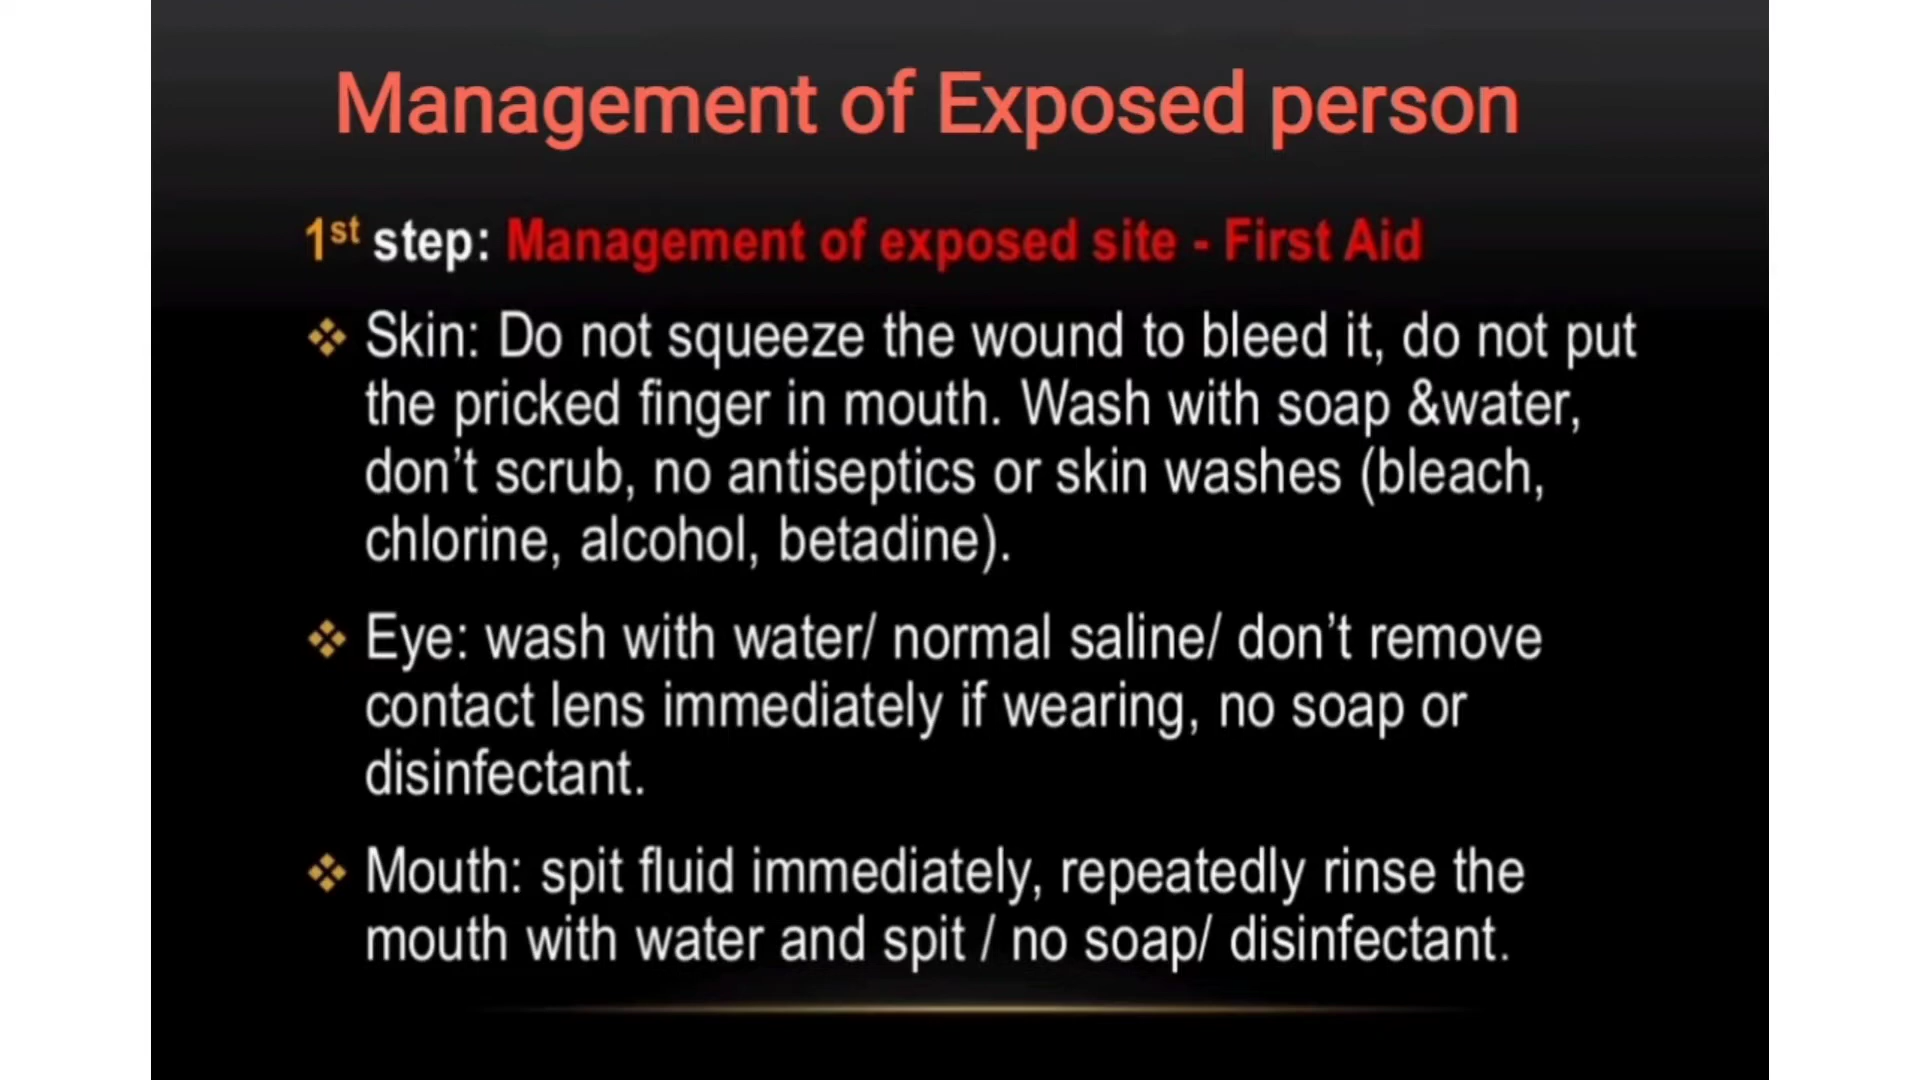 Management of Exposed person
1st step: Management of exposed site - First Aid
❖ Skin: Do not squeeze the wound to bleed it, do not put
the pricked finger in mouth. Wash with soap &water,
don’t scrub, no antiseptics or skin washes (bleach,
chlorine, alcohol, betadine).
❖ Eye: wash with water/ normal saline/ don’t remove
contact lens immediately if wearing, no soap or
disinfectant.
❖ Mouth: spit fluid immediately, repeatedly rinse the
mouth with water and spit / no soap/ disinfectant.